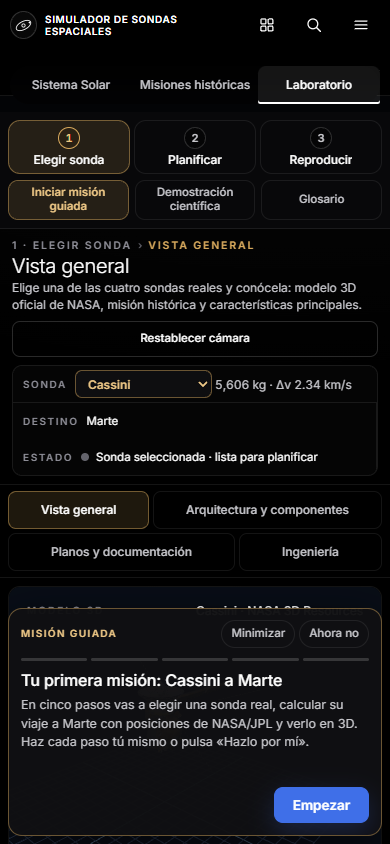 SIMULADOR DE SONDAS
ESPACIALES
Sistema Solar
Misiones históricas
Laboratorio
1
Elegir sonda
2
Planificar
3
Reproducir
Iniciar misión
guiada
Demostración
científica
Glosario
1 · ELEGIR SONDA › VISTA GENERAL
Vista general
Elige una de las cuatro sondas reales y conócela: modelo 3D
oficial de NASA, misión histórica y características principales.
Restablecer cámara
SONDA Cassini 5,606 kg · Δv 2.34 km/s
DESTINO Marte
ESTADO Sonda seleccionada · lista para planificar
Vista general
Arquitectura y componentes
Planos y documentación
Ingeniería
MISIÓN GUIADA
Minimizar
Ahora no
Tu primera misión: Cassini a Marte
En cinco pasos vas a elegir una sonda real, calcular su
viaje a Marte con posiciones de NASA/JPL y verlo en 3D.
Haz cada paso tú mismo o pulsa «Hazlo por mí».
Empezar